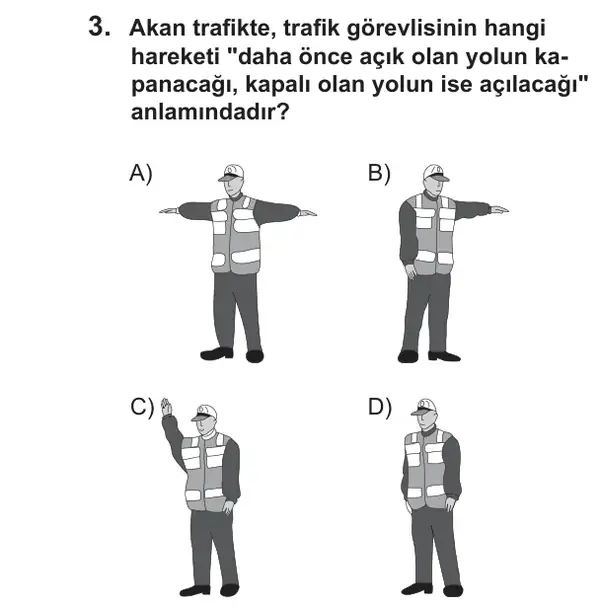 3. Akan trafikte, trafik görevlisinin hangi
hareketi "daha önce açık olan yolun ka-
panacağı, kapalı olan yolun ise açılacağı"
anlamındadır?
A)
B)
C)
D)